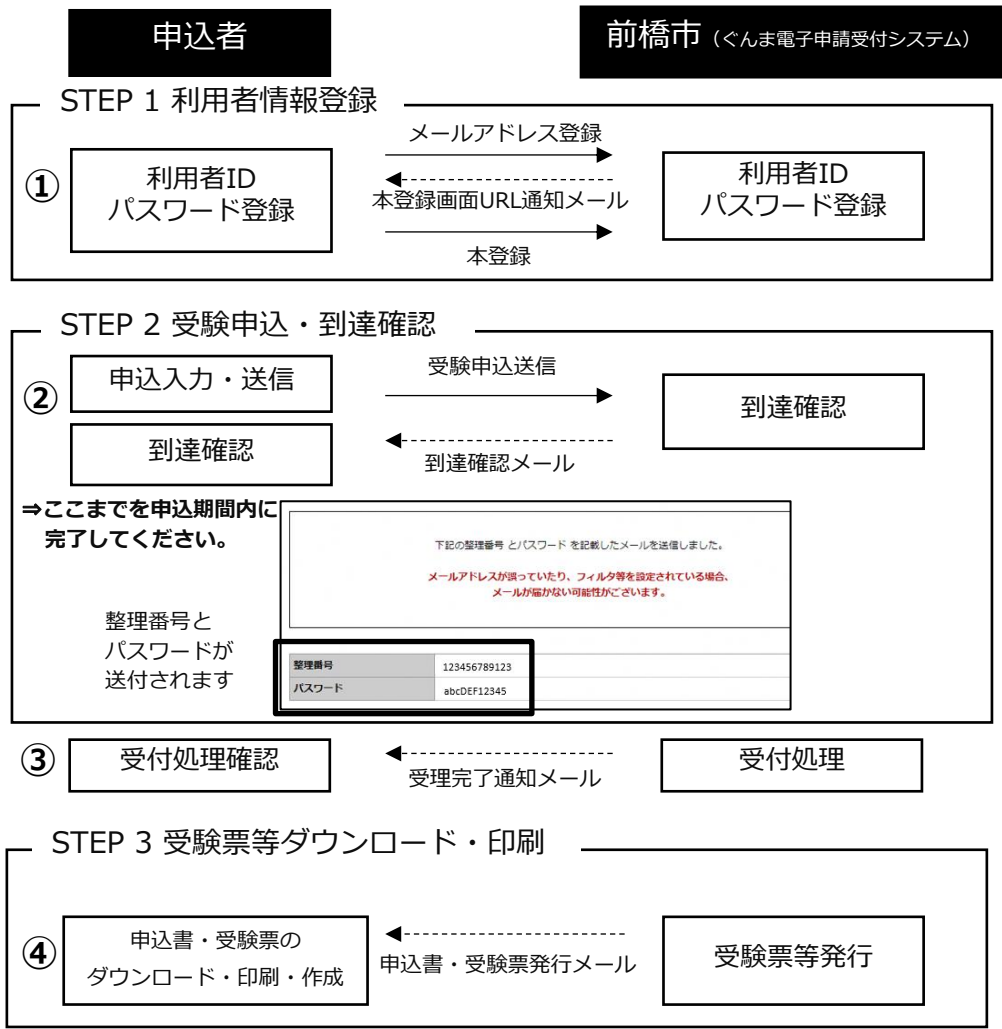 申込者
前橋市（ぐんま電子申請受付システム）
STEP 1 利用者情報登録
①
利用者ID
パスワード登録
メールアドレス登録
本登録画面URL通知メール
本登録
利用者ID
パスワード登録
STEP 2 受験申込・到達確認
②
申込入力・送信
受験申込送信
到達確認
到達確認
到達確認メール
⇒ここまでを申込期間内に
完了してください。
下記の整理番号 とパスワード を記載したメールを送信しました。
メールアドレスが誤っていたり、フィルタ等を設定されている場合、
メールが届かない可能性がございます。
整理番号と
パスワードが
送付されます
整理番号 123456789123
パスワード abcDEF12345
③
受付処理確認
受理完了通知メール
受付処理
STEP 3 受験票等ダウンロード・印刷
④
申込書・受験票の
ダウンロード・印刷・作成
申込書・受験票発行メール
受験票等発行